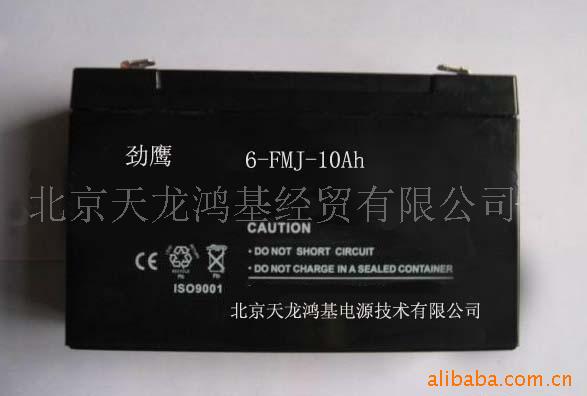 劲鹰 6-FMJ-10Ah
北京天龙鸿基经贸有限公司
CAUTION
• DO NOT SHORT CIRCUIT
• DO NOT CHARGE IN A SEALED CONTAINER
CE
RECYCLE
Pb
ISO9001
北京天龙鸿基电源技术有限公司
alibaba.com.cn